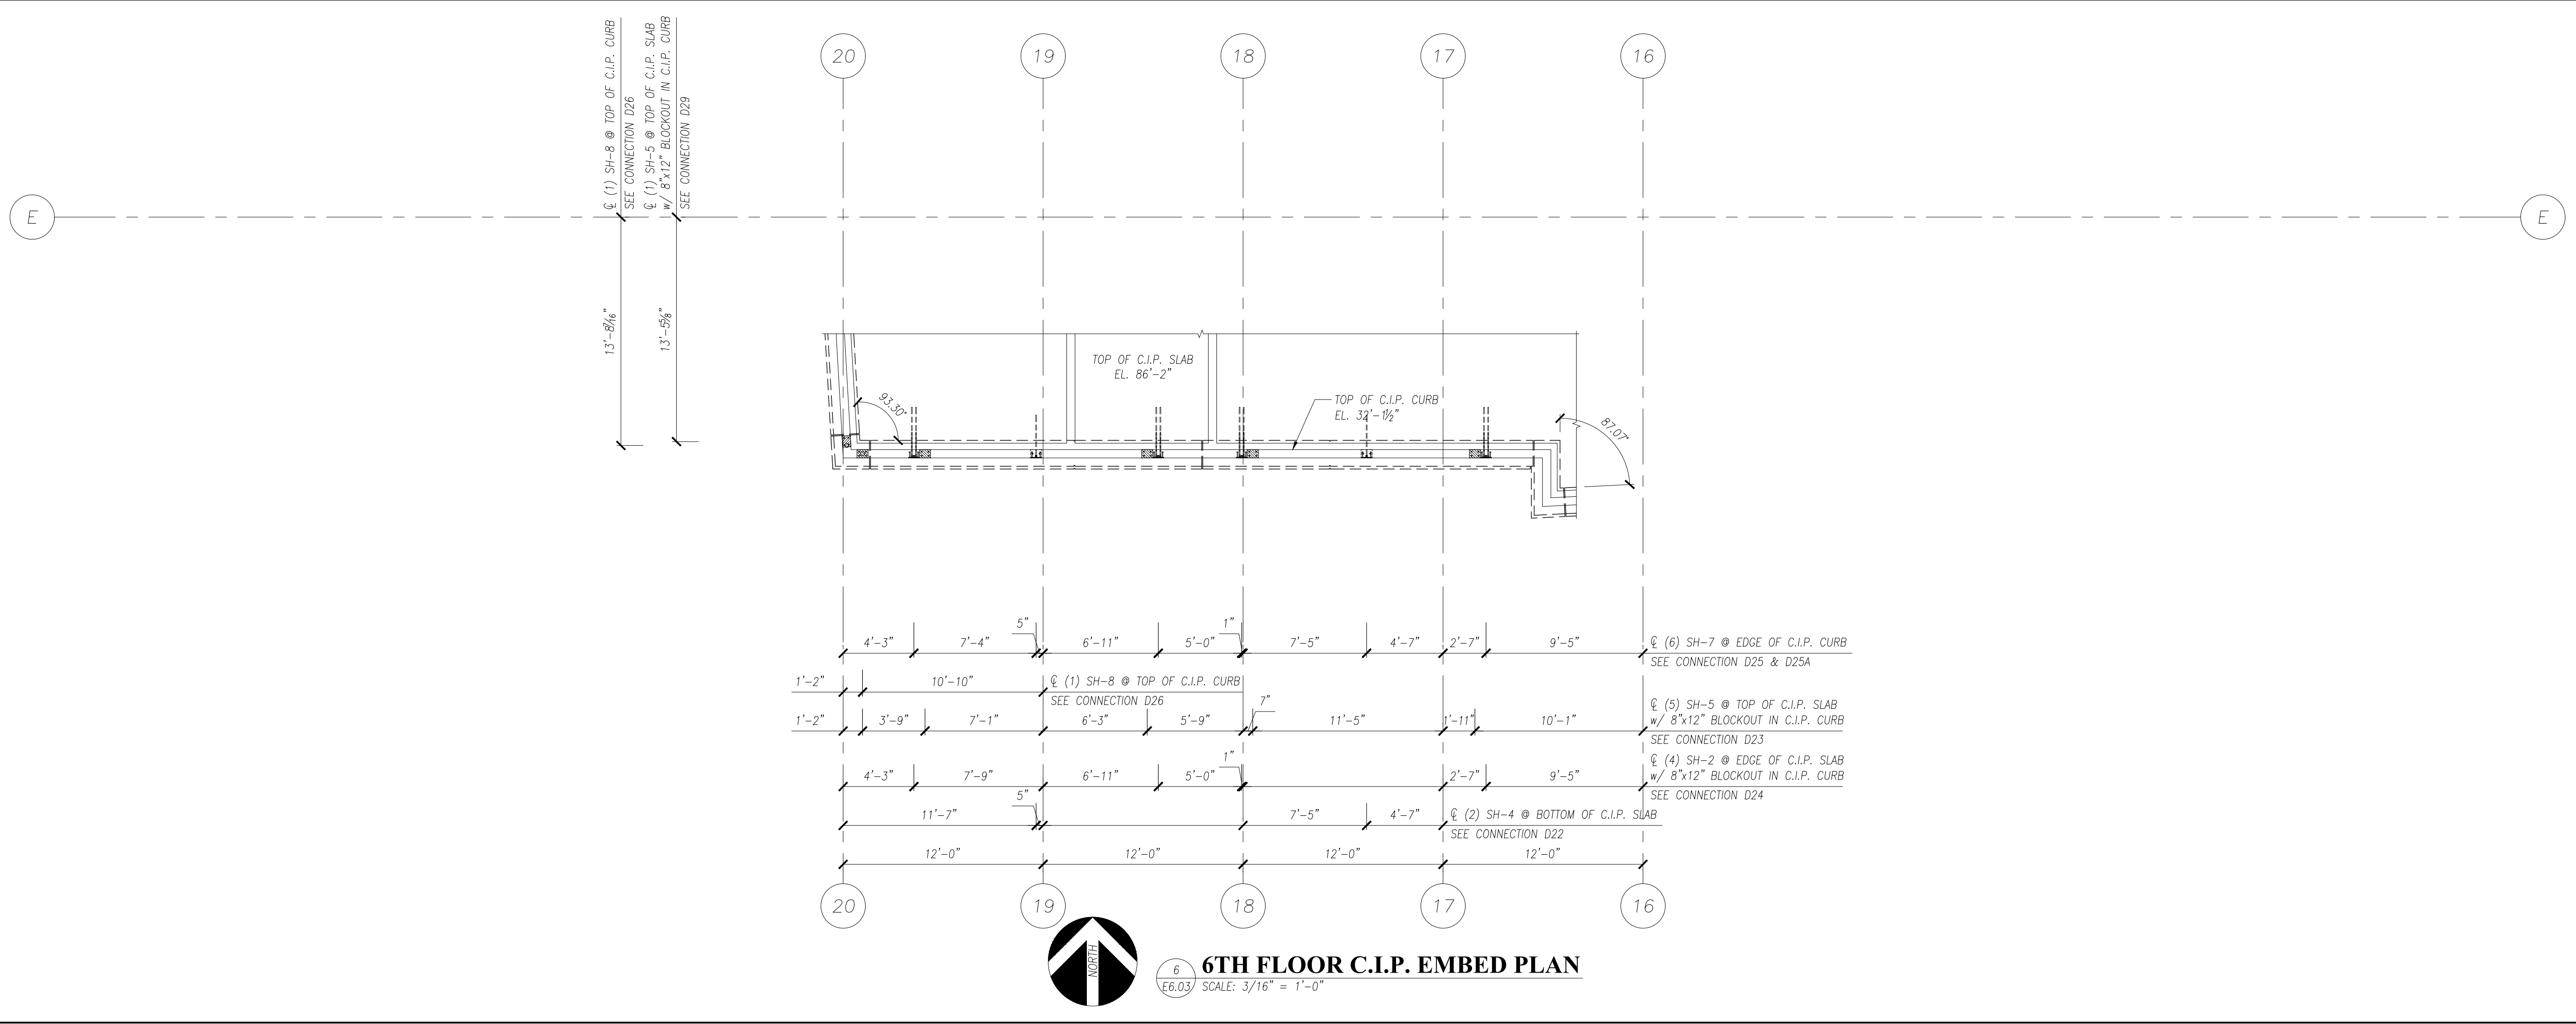 ℄ (1) SH-8 @ TOP OF C.I.P. CURB
SEE CONNECTION D26
℄ (1) SH-5 @ TOP OF C.I.P. SLAB
w/ 8"x12" BLOCKOUT IN C.I.P. CURB
SEE CONNECTION D29
20 19 18 17 16
E E
13'-8 7/16"
13'-5 5/8"
TOP OF C.I.P. SLAB
EL. 86'-2"
TOP OF C.I.P. CURB
EL. 32'-1 1/2"
93.30°
87.07°
5" 1"
4'-3" 7'-4" 6'-11" 5'-0" 7'-5" 4'-7" 2'-7" 9'-5" ℄ (6) SH-7 @ EDGE OF C.I.P. CURB
SEE CONNECTION D25 & D25A
1'-2" 10'-10" ℄ (1) SH-8 @ TOP OF C.I.P. CURB
SEE CONNECTION D26
7"
℄ (5) SH-5 @ TOP OF C.I.P. SLAB
1'-2" 3'-9" 7'-1" 6'-3" 5'-9" 11'-5" 1'-11" 10'-1" w/ 8"x12" BLOCKOUT IN C.I.P. CURB
SEE CONNECTION D23
1"
℄ (4) SH-2 @ EDGE OF C.I.P. SLAB
4'-3" 7'-9" 6'-11" 5'-0" 2'-7" 9'-5" w/ 8"x12" BLOCKOUT IN C.I.P. CURB
SEE CONNECTION D24
5"
11'-7" 7'-5" 4'-7" ℄ (2) SH-4 @ BOTTOM OF C.I.P. SLAB
SEE CONNECTION D22
12'-0" 12'-0" 12'-0" 12'-0"
20 19 18 17 16
NORTH
6
E6.03
6TH FLOOR C.I.P. EMBED PLAN
SCALE: 3/16" = 1'-0"